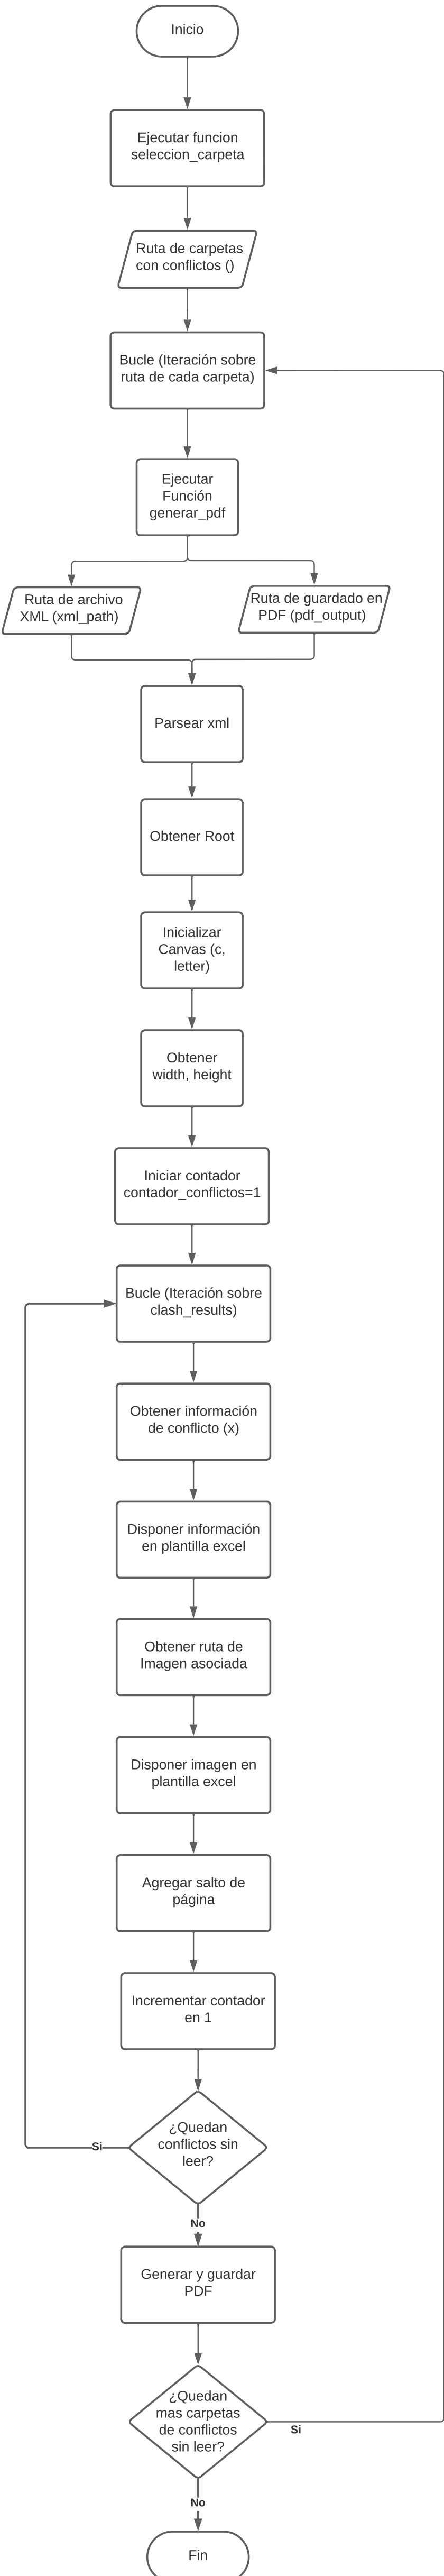 Inicio
Ejecutar funcion
seleccion_carpeta
Ruta de carpetas
con conflictos ()
Bucle (Iteración sobre
ruta de cada carpeta)
Ejecutar
Función
generar_pdf
Ruta de archivo
XML (xml_path)
Ruta de guardado en
PDF (pdf_output)
Parsear xml
Obtener Root
Inicializar
Canvas (c,
letter)
Obtener
width, height
Iniciar contador
contador_conflictos=1
Bucle (Iteración sobre
clash_results)
Obtener información
de conflicto (x)
Disponer información
en plantilla excel
Obtener ruta de
Imagen asociada
Disponer imagen en
plantilla excel
Agregar salto de
página
Incrementar contador
en 1
¿Quedan
conflictos sin
leer?
Si
No
Generar y guardar
PDF
¿Quedan
mas carpetas
de conflictos
sin leer?
Si
No
Fin